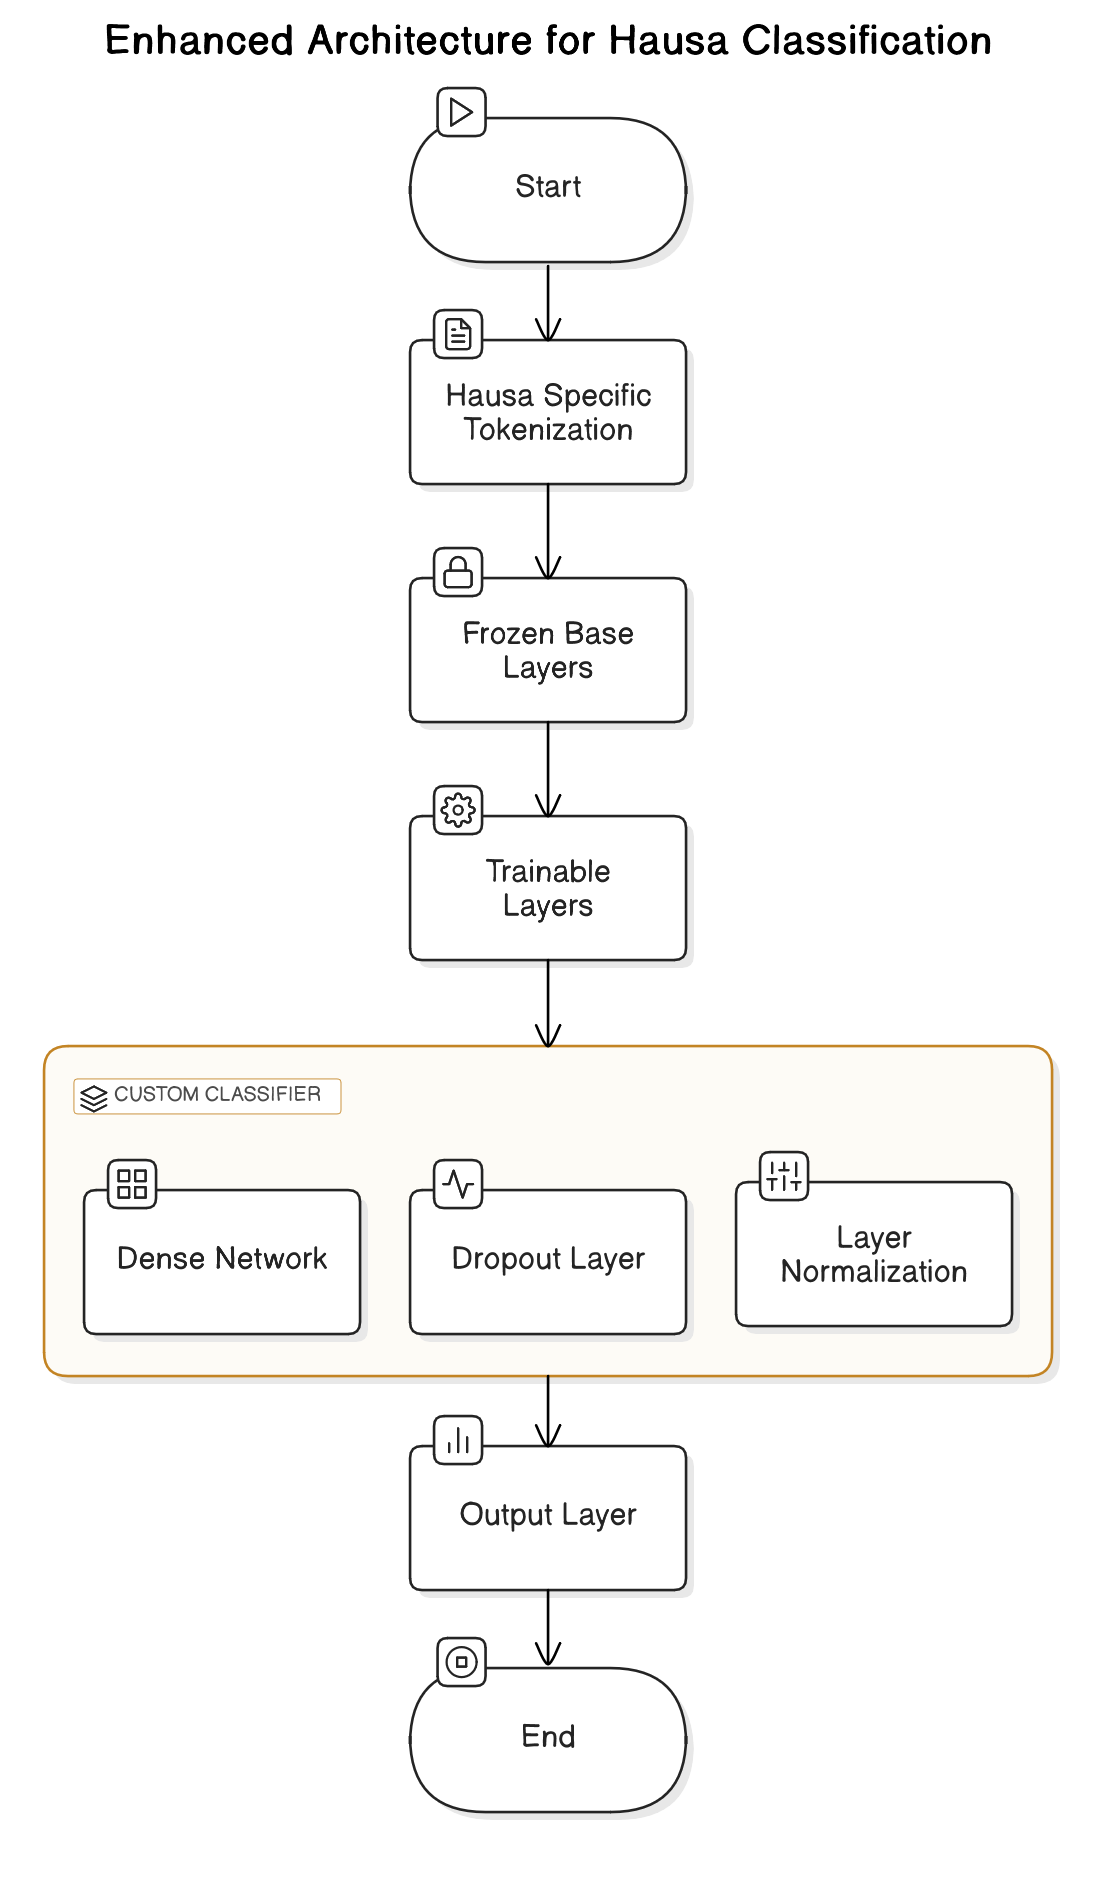 Enhanced Architecture for Hausa Classification
Start
Hausa Specific
Tokenization
Frozen Base
Layers
Trainable
Layers
CUSTOM CLASSIFIER
Dense Network
Dropout Layer
Layer
Normalization
Output Layer
End